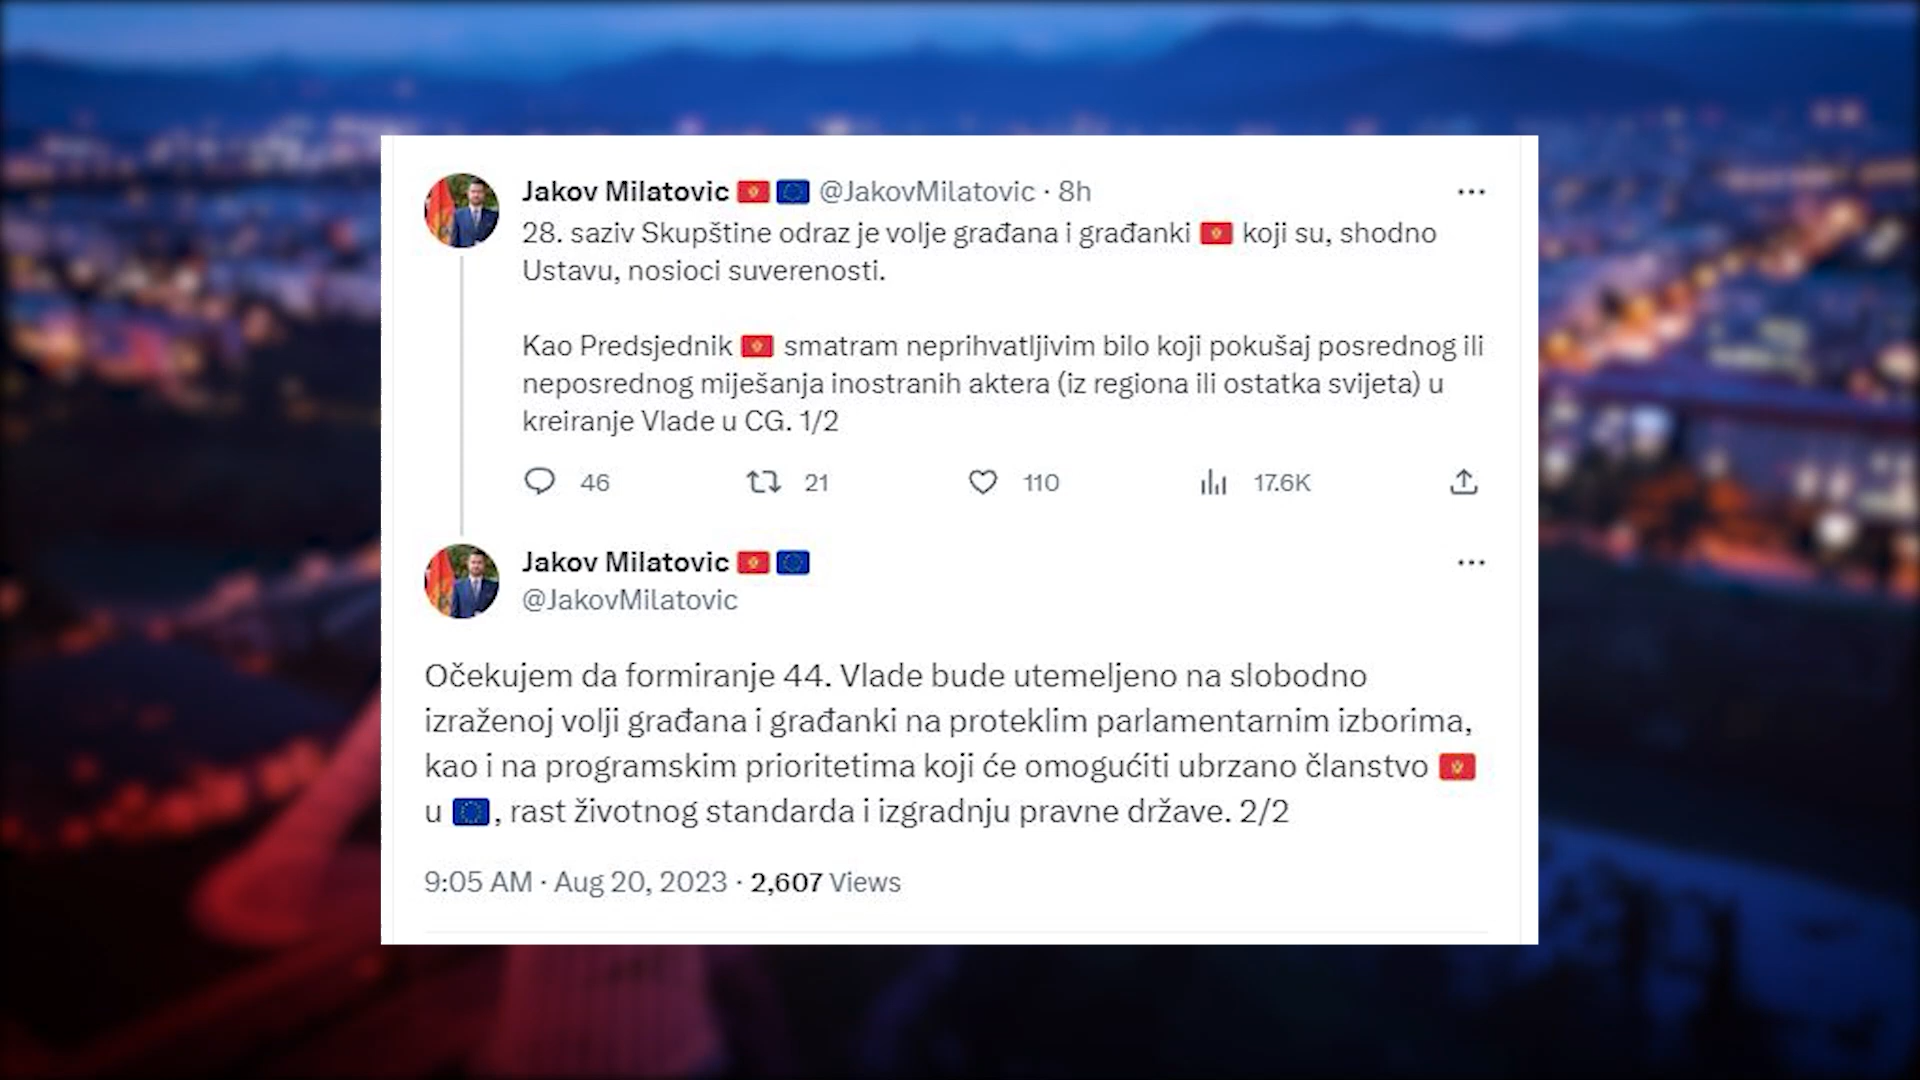 Jakov Milatovic 🇲🇪🇪🇺 @JakovMilatovic · 8h
28. saziv Skupštine odraz je volje građana i građanki 🇲🇪 koji su, shodno
Ustavu, nosioci suverenosti.
Kao Predsjednik 🇲🇪 smatram neprihvatljivim bilo koji pokušaj posrednog ili
neposrednog miješanja inostranih aktera (iz regiona ili ostatka svijeta) u
kreiranje Vlade u CG. 1/2
46 21 110 17.6K
Jakov Milatovic 🇲🇪🇪🇺
@JakovMilatovic
Očekujem da formiranje 44. Vlade bude utemeljeno na slobodno
izraženoj volji građana i građanki na proteklim parlamentarnim izborima,
kao i na programskim prioritetima koji će omogućiti ubrzano članstvo 🇲🇪
u 🇪🇺, rast životnog standarda i izgradnju pravne države. 2/2
9:05 AM · Aug 20, 2023 · 2,607 Views